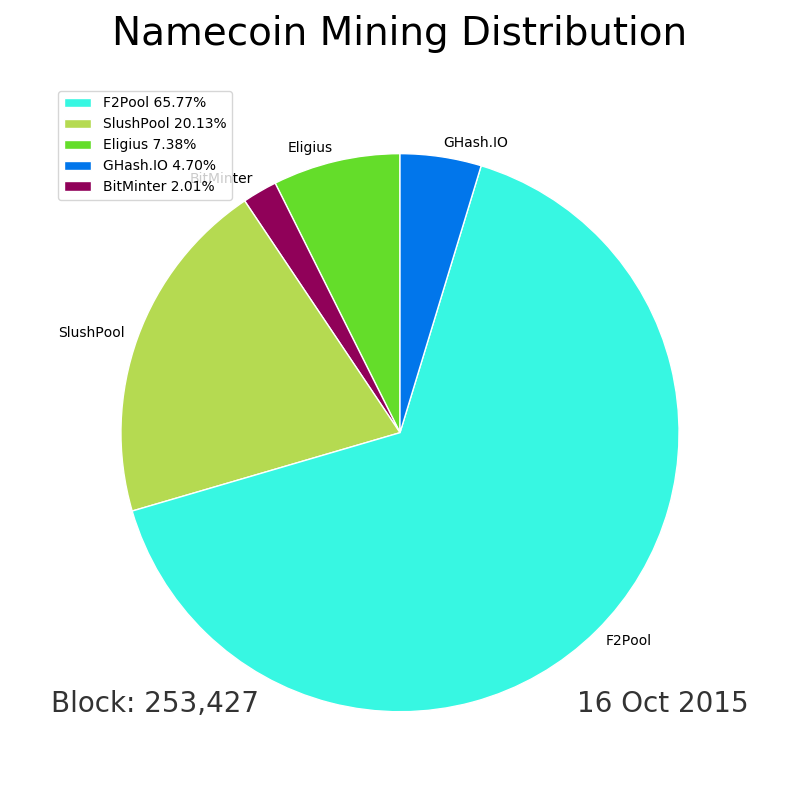 Namecoin Mining Distribution
F2Pool 65.77%
SlushPool 20.13%
Eligius 7.38%
GHash.IO 4.70%
BitMinter 2.01%
GHash.IO
Eligius
BitMinter
SlushPool
F2Pool
Block: 253,427
16 Oct 2015